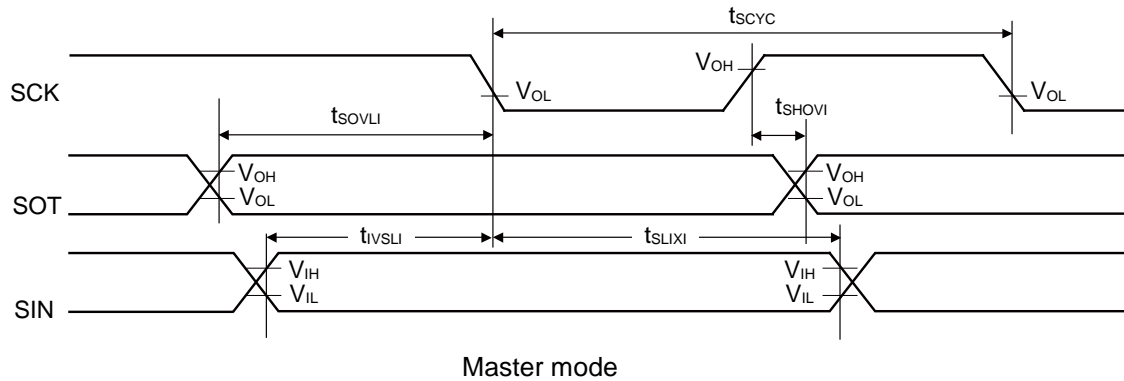 tSCYC
SCK
VOH
VOL
VOL
tSOVLI
tSHOVI
SOT
VOH
VOL
VOH
VOL
tIVSLI
tSLIXI
SIN
VIH
VIL
VIH
VIL
Master mode